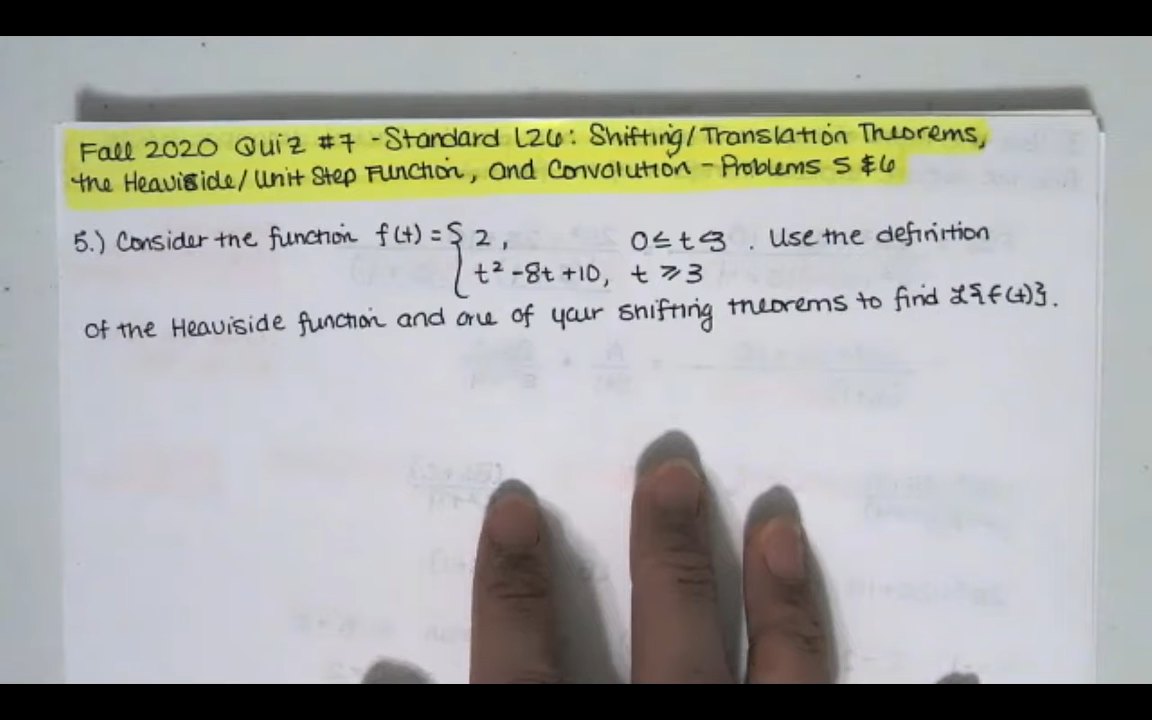 Fall 2020 Quiz #7 - Standard L26: Shifting/Translation Theorems,
the Heaviside/Unit Step Function, and Convolution - Problems 5 & 6
5.) Consider the function f(t) = { 2, 0 ≤ t < 3 . Use the definition
t² - 8t + 10, t ≥ 3
of the Heaviside function and one of your shifting theorems to find ℒ{f(t)}.